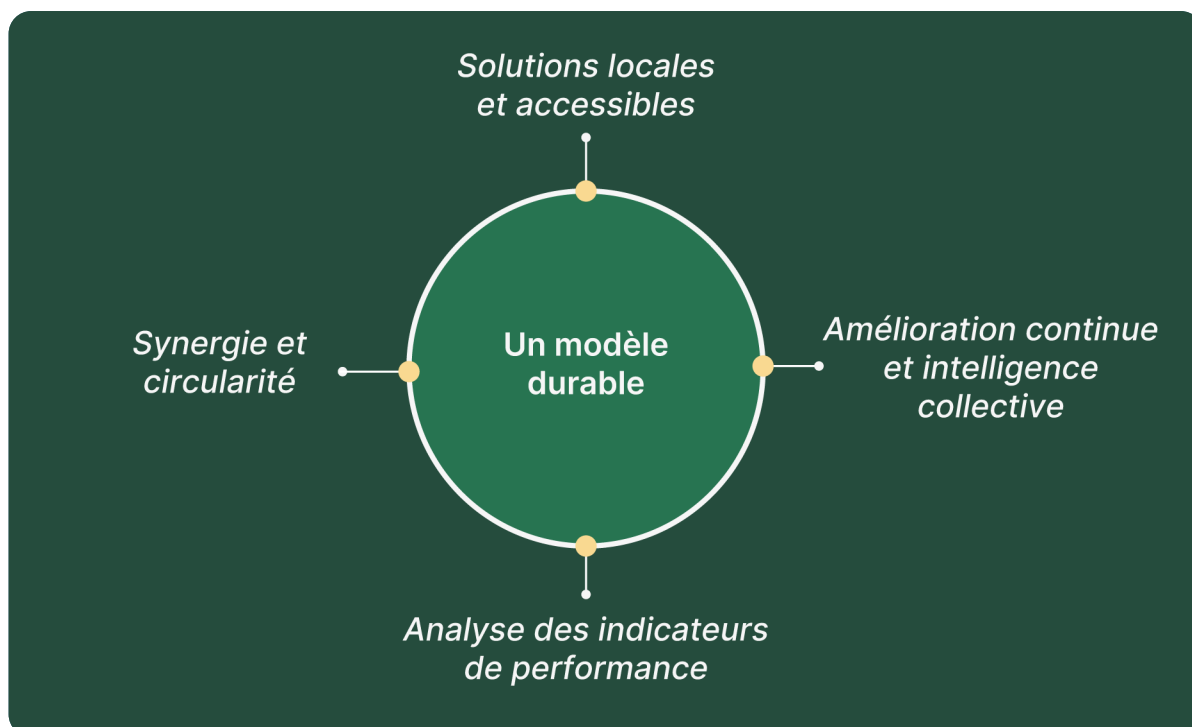 Solutions locales
et accessibles
Synergie et
circularité
Un modèle
durable
Amélioration continue
et intelligence
collective
Analyse des indicateurs
de performance